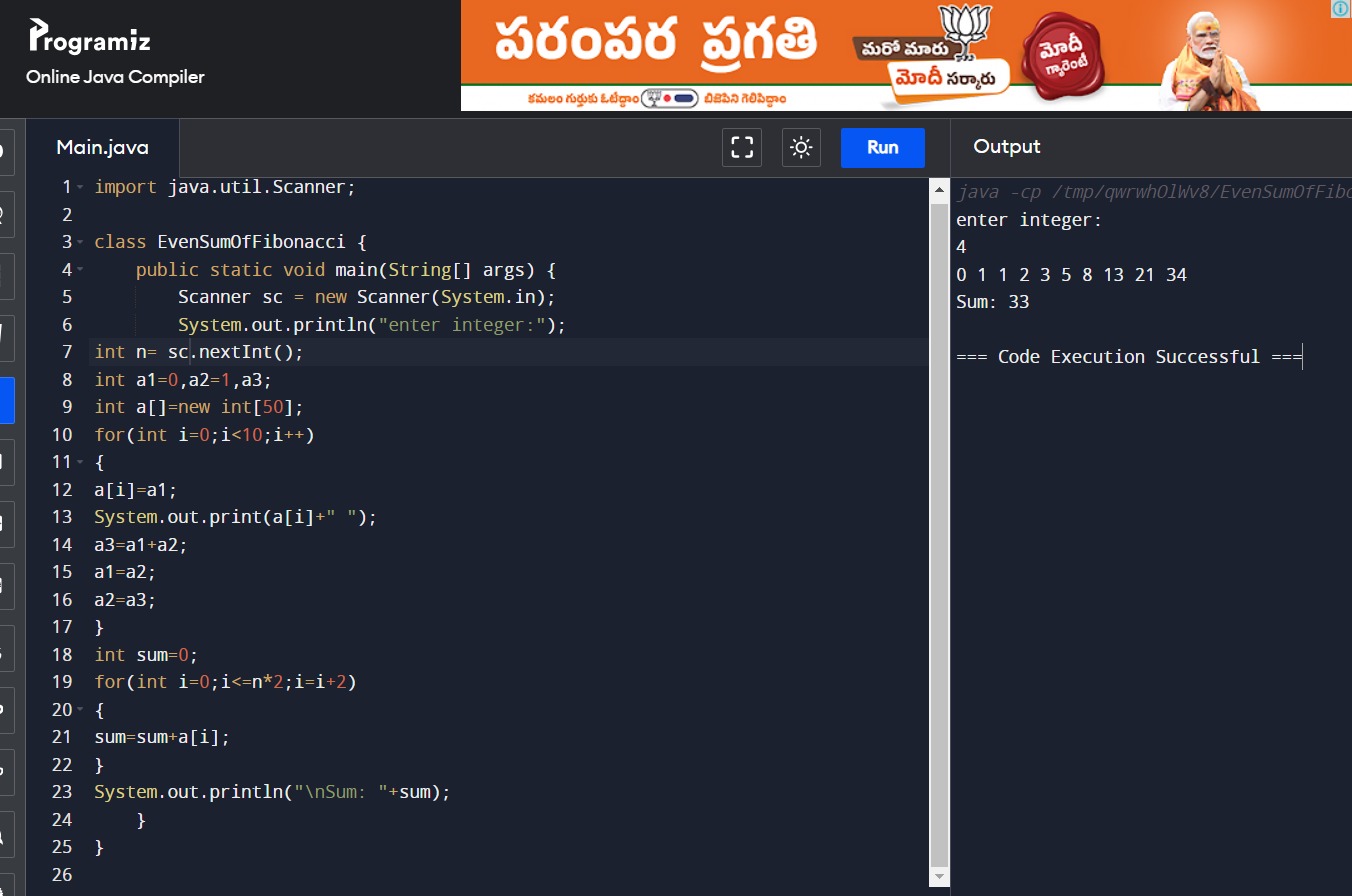 Programiz
Online Java Compiler
పరంపర ప్రగతి
మరో మారు
మోదీ సర్కారు
మోదీ
గ్యారెంటీ
కమలం గుర్తుకు ఓటేద్దాం
బిజెపిని గెలిపిద్దాం
Main.java
Run
Output
1 import java.util.Scanner;
2
3 class EvenSumOfFibonacci {
4 public static void main(String[] args) {
5 Scanner sc = new Scanner(System.in);
6 System.out.println("enter integer:");
7 int n= sc.nextInt();
8 int a1=0,a2=1,a3;
9 int a[]=new int[50];
10 for(int i=0;i<10;i++)
11 {
12 a[i]=a1;
13 System.out.print(a[i]+" ");
14 a3=a1+a2;
15 a1=a2;
16 a2=a3;
17 }
18 int sum=0;
19 for(int i=0;i<=n*2;i=i+2)
20 {
21 sum=sum+a[i];
22 }
23 System.out.println("\nSum: "+sum);
24 }
25 }
26
java -cp /tmp/qwrwhOlWv8/EvenSumOfFibo
enter integer:
4
0 1 1 2 3 5 8 13 21 34
Sum: 33
=== Code Execution Successful ===